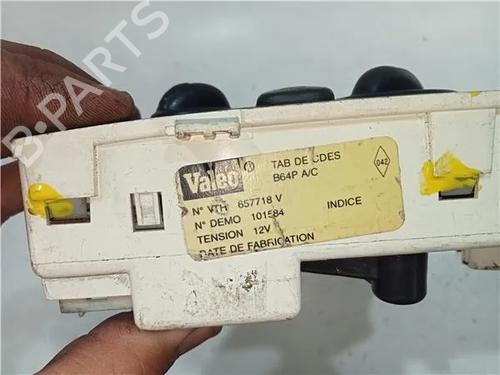 B-PARTS
Valeo
TAB DE CDES
B64P A/C
042
N° VTH 657718 V
N° DEMO 101584
INDICE
TENSION 12V
DATE DE FABRICATION